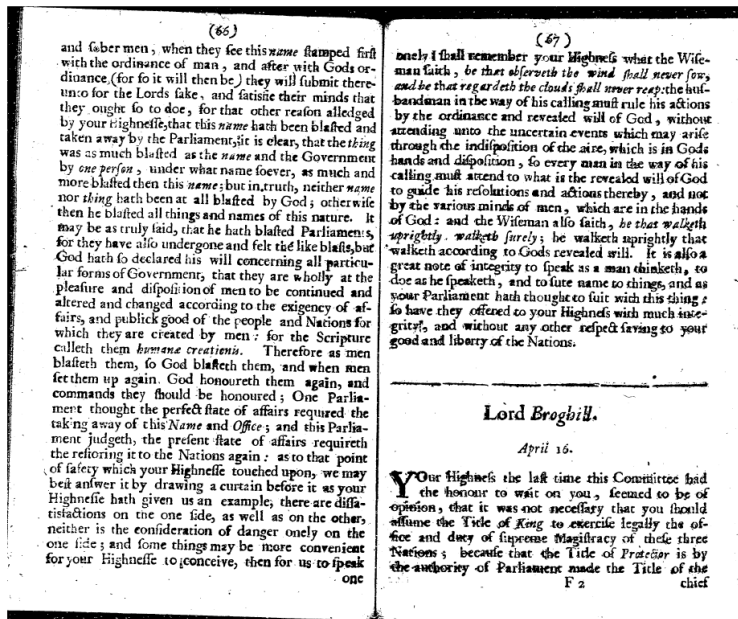 (66)
and sober men, when they see this name stamped first
with the ordinance of man, and after with Gods or-
dinance, (for so it will then be) they will submit there-
unto for the Lords sake, and satisfie their minds that
they ought so to doe, for that other reason alledged
by your Highnesse, that this name hath been blasted and
taken away by the Parliament, it is clear, that the thing
was as much blasted as the name and the Government
by one person, under what name soever, as much and
more blasted then this name; but in truth, neither name
nor thing hath been at all blasted by God; otherwise
then he blasted all things and names of this nature. It
may be as truly said, that he hath blasted Parliaments,
for they have also undergone and felt the like blasts, but
God hath so declared his will concerning all particu-
lar forms of Government, that they are wholly at the
pleasure and disposition of men to be continued and
altered and changed according to the exigency of af-
fairs, and publick good of the people and Nations for
which they are created by men: for the Scripture
calleth them humanæ creationis. Therefore as men
blasteth them, so God blasteth them, and when men
set them up again. God honoureth them again, and
commands they should be honoured; One Parlia-
ment thought the perfect state of affairs required the
taking away of this Name and Office; and this Parlia-
ment judgeth, the present state of affairs requireth
the restoring it to the Nations again: as to that point
of safety which your Highnesse touched upon, we may
best answer it by drawing a curtain before it as your
Highnesse hath given us an example, there are dissa-
tisfactions on the one side, as well as on the other,
neither is the consideration of danger onely on the
one side; and some things may be more convenient
for your Highnesse to conceive, then for us to speak
one
(67)
onely I shall remember your Highness what the Wise-
man saith, he that observeth the wind shall never sow,
and he that regardeth the clouds shall never reap: the hus-
bandman in the way of his calling must rule his actions
by the ordinance and revealed will of God, without
attending unto the uncertain events which may arise
through the indisposition of the aire, which is in Gods
hands and disposition, so every man in the way of his
calling must attend to what is the revealed will of God
to guide his resolutions and actions thereby, and not
by the various minds of men, which are in the hands
of God: and the Wiseman also saith, he that walketh
uprightly. walketh surely; he walketh uprightly that
walketh according to Gods revealed will. It is also a
great note of integrity to speak as a man thinketh, to
doe as he speaketh, and to sute name to things, and as
your Parliament hath thought to suit with this thing:
so have they offered to your Highness with much inte-
grity, and without any other respect saving to your
good and liberty of the Nations.
Lord Broghill.
April 16.
YOur Highness the last time this Committee had
the honour to wait on you, seemed to be of
opinion, that it was not necessary that you should
assume the Title of King to exercise legally the of-
fice and duty of supreme Magistracy of these three
Nations; because that the Title of Protector is by
the authority of Parliament made the Title of the
F 2 chief